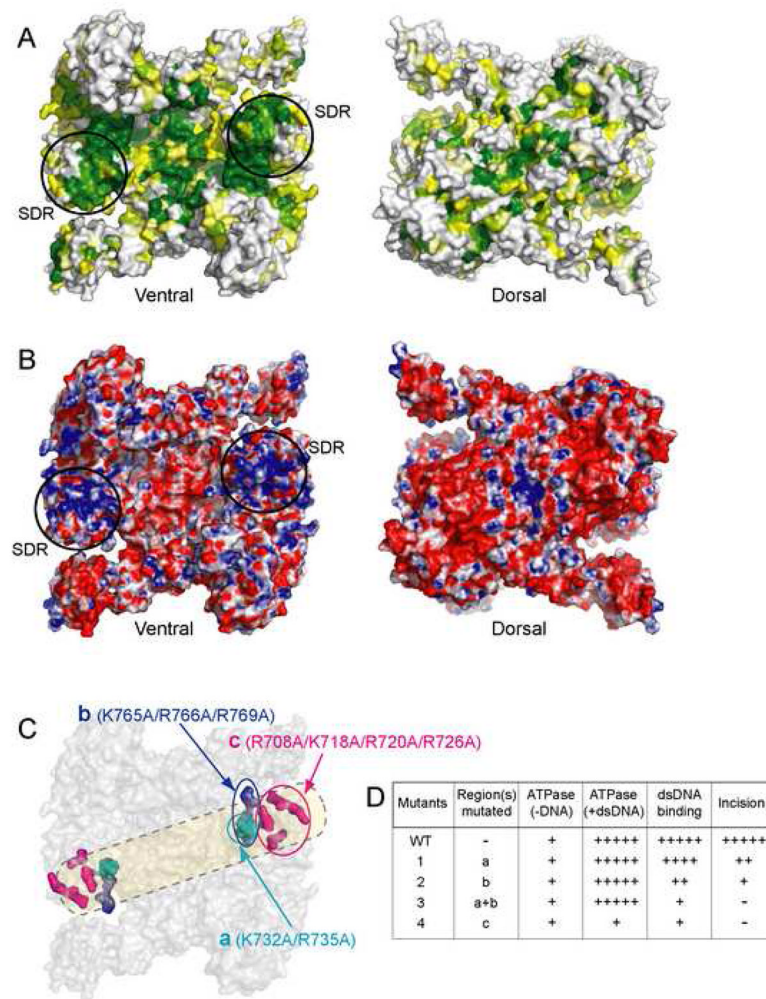 A
SDR
SDR
Ventral
Dorsal
B
SDR
SDR
Ventral
Dorsal
C
b (K765A/R766A/R769A)
c (R708A/K718A/R720A/R726A)
a (K732A/R735A)
D
Mutants Region(s) mutated ATPase (-DNA) ATPase (+dsDNA) dsDNA binding Incision
WT - + +++++ +++++ +++++
1 a + +++++ ++++ ++
2 b + +++++ ++ +
3 a+b + +++++ + -
4 c + + + -